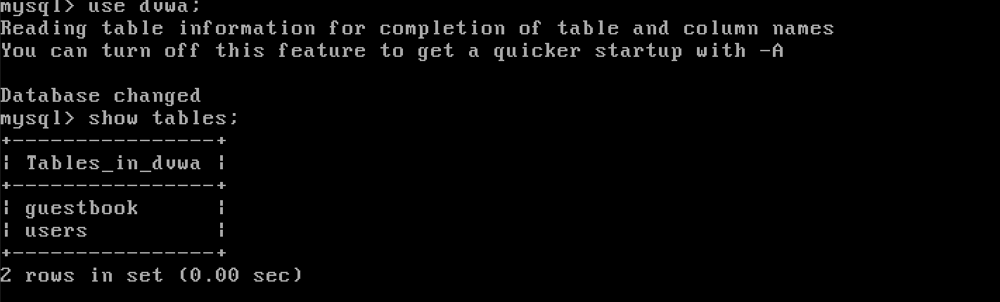 mysql> use dvwa;
Reading table information for completion of table and column names
You can turn off this feature to get a quicker startup with -A
Database changed
mysql> show tables;
+----------------+
| Tables_in_dvwa |
+----------------+
| guestbook      |
| users          |
+----------------+
2 rows in set (0.00 sec)